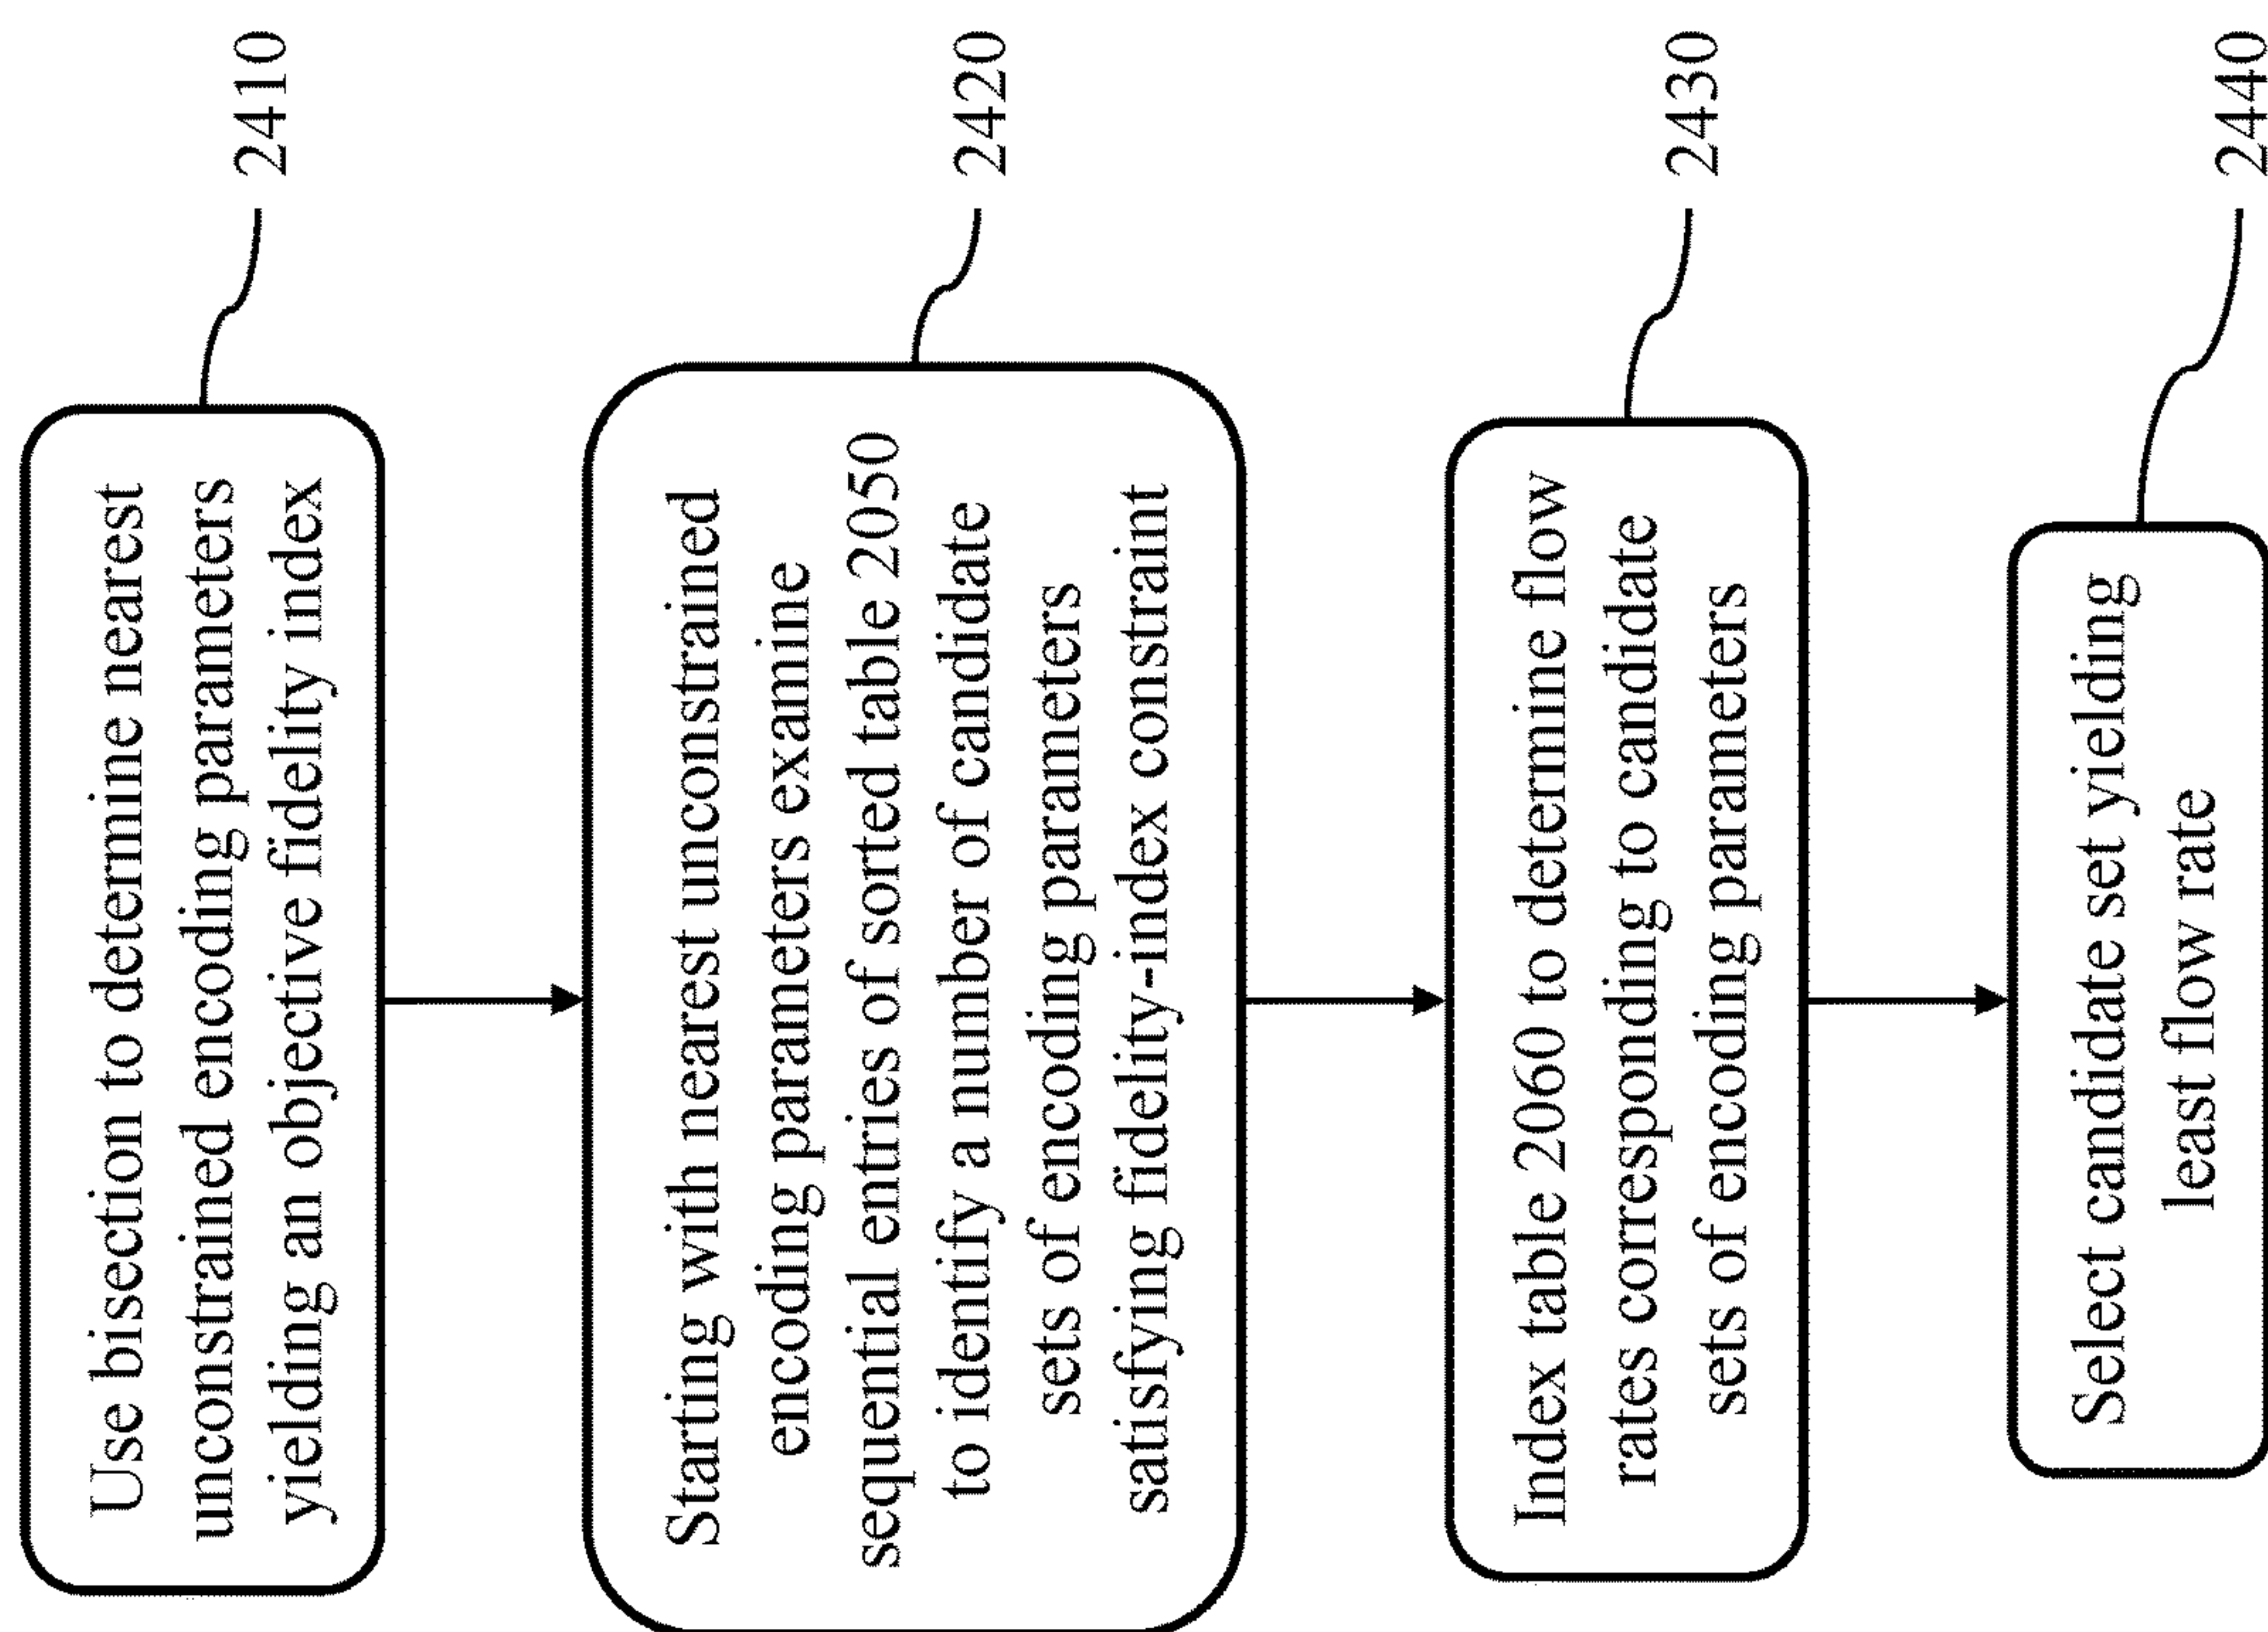 Use bisection to determine nearest
unconstrained encoding parameters
yielding an objective fidelity index
2410
Starting with nearest unconstrained
encoding parameters examine
sequential entries of sorted table 2050
to identify a number of candidate
sets of encoding parameters
satisfying fidelity-index constraint
2420
Index table 2060 to determine flow
rates corresponding to candidate
sets of encoding parameters
2430
Select candidate set yielding
least flow rate
2440